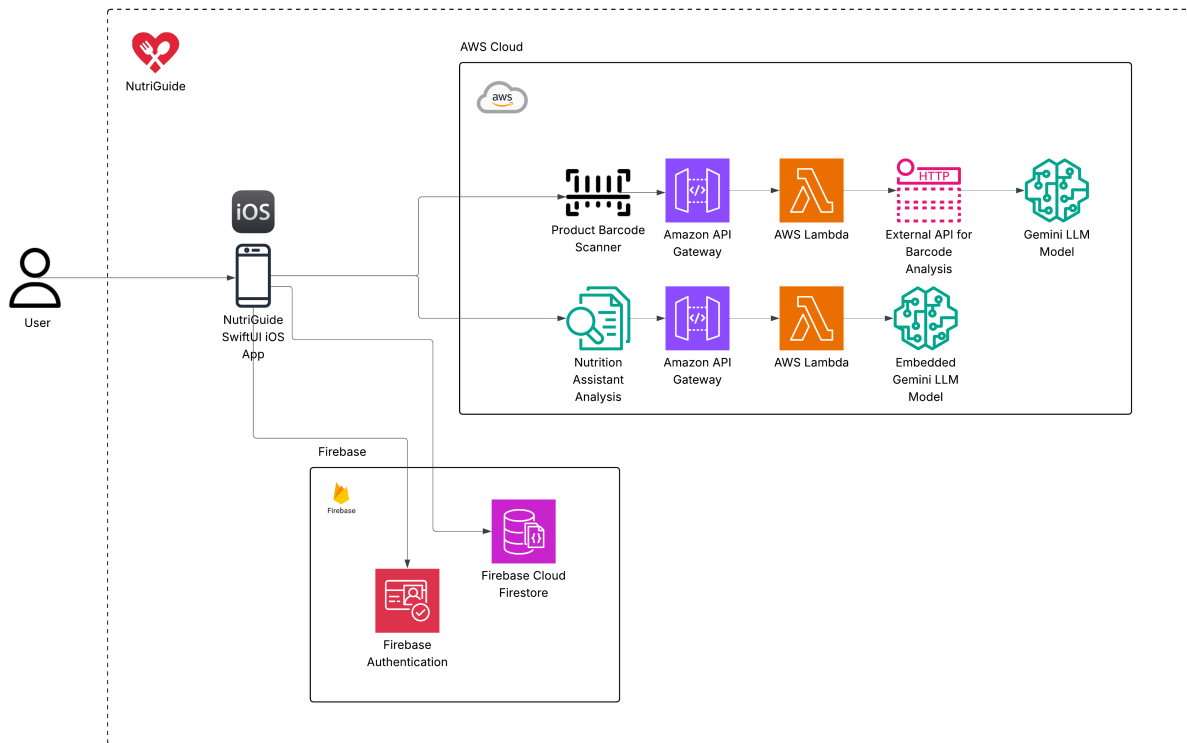 NutriGuide
AWS Cloud
aws
iOS
HTTP
Product Barcode
Scanner
Amazon API
Gateway
AWS Lambda
External API for
Barcode
Analysis
Gemini LLM
Model
User
NutriGuide
SwiftUI iOS
App
Nutrition
Assistant
Analysis
Amazon API
Gateway
AWS Lambda
Embedded
Gemini LLM
Model
Firebase
Firebase
Firebase Cloud
Firestore
Firebase
Authentication